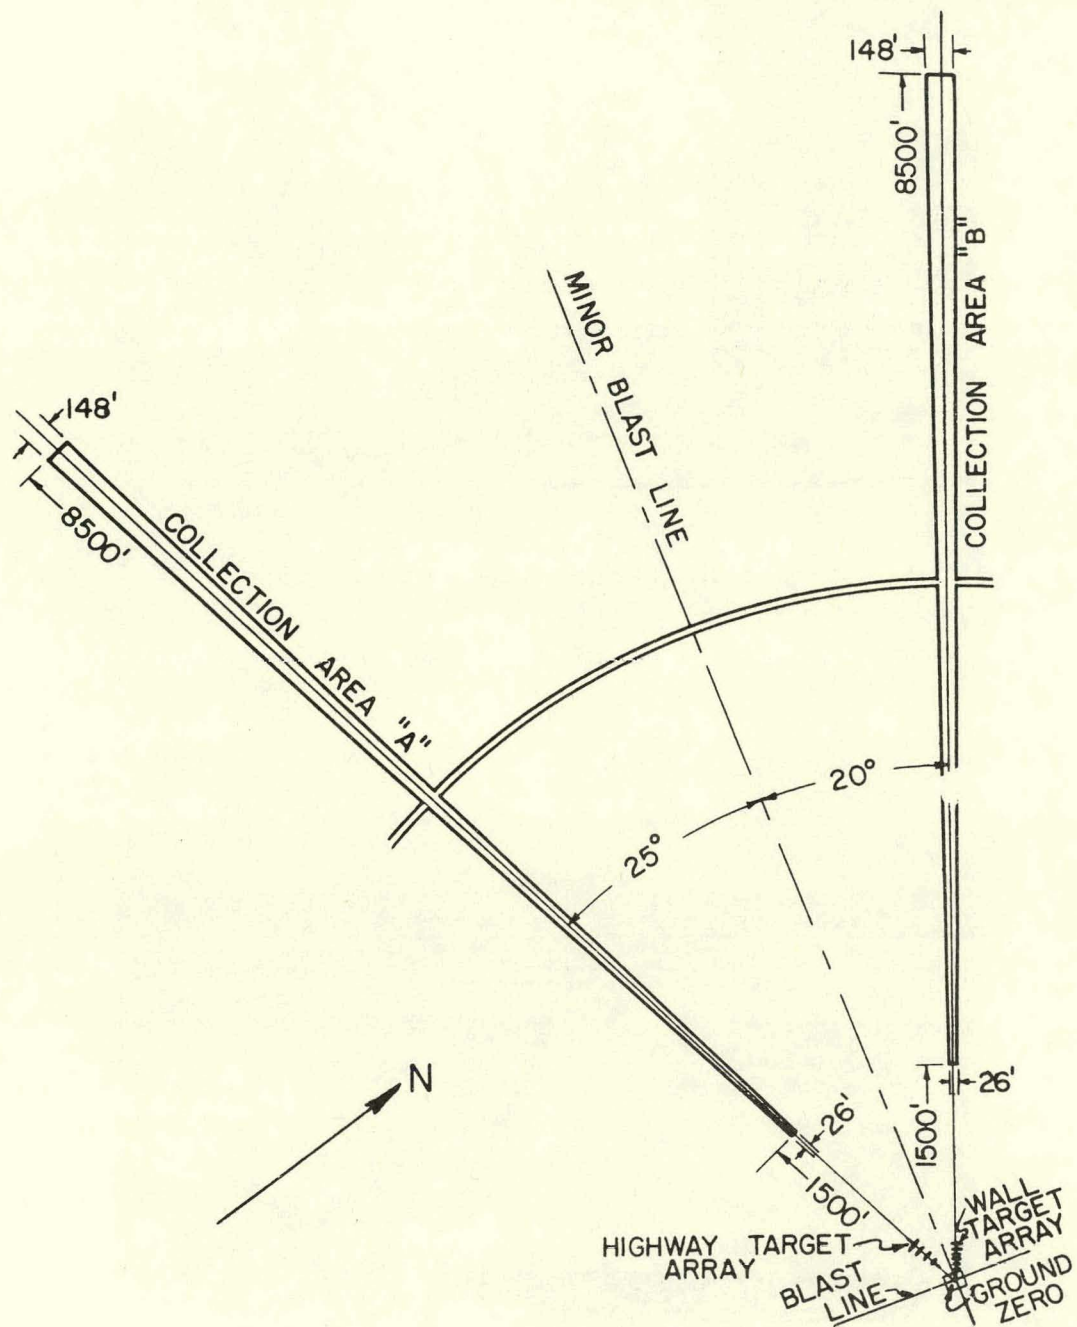 148'
8500'
COLLECTION AREA "B"
MINOR BLAST LINE
148'
8500'
COLLECTION AREA "A"
20°
25°
N
26'
1500'
26'
1500'
WALL
TARGET
ARRAY
HIGHWAY TARGET
ARRAY
BLAST
LINE
GROUND
ZERO